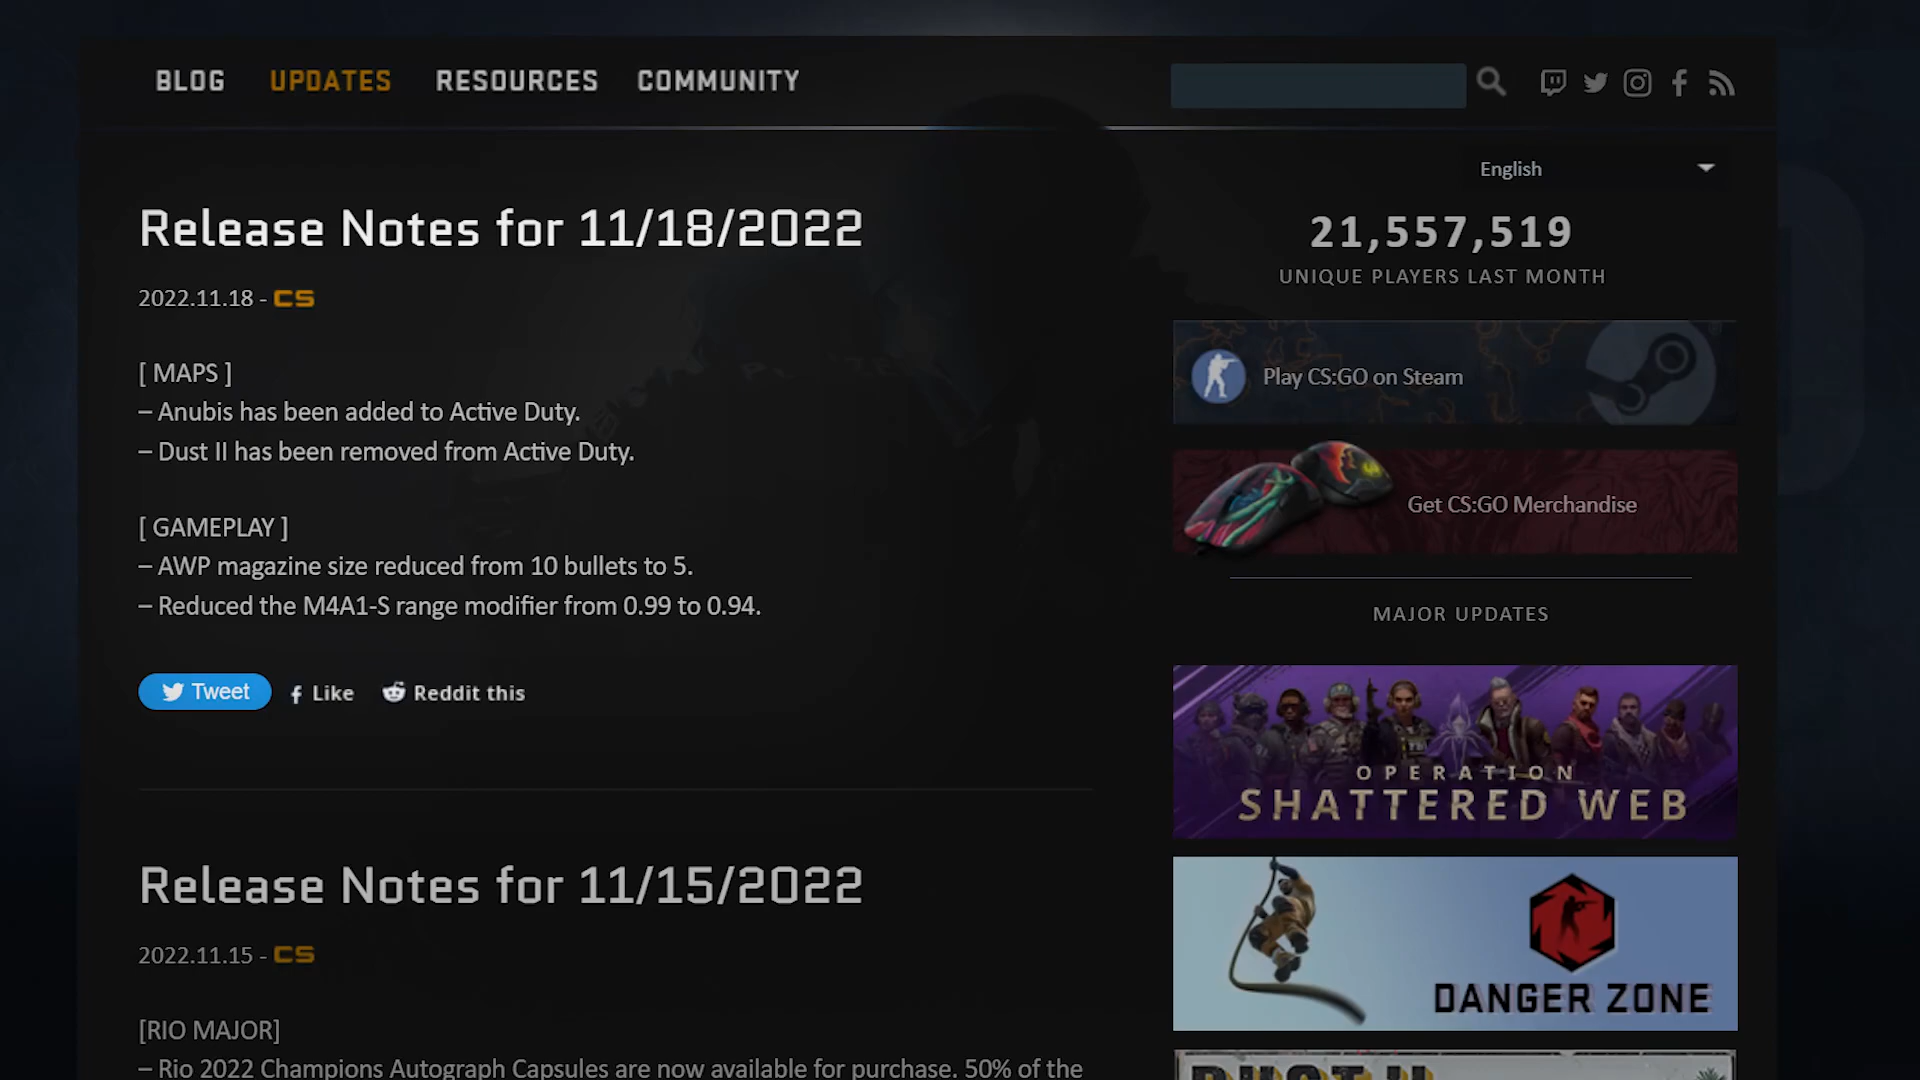 BLOG UPDATES RESOURCES COMMUNITY
English
Release Notes for 11/18/2022
2022.11.18 - CS
[ MAPS ]
– Anubis has been added to Active Duty.
– Dust II has been removed from Active Duty.
[ GAMEPLAY ]
– AWP magazine size reduced from 10 bullets to 5.
– Reduced the M4A1-S range modifier from 0.99 to 0.94.
Tweet Like Reddit this
Release Notes for 11/15/2022
2022.11.15 - CS
[RIO MAJOR]
– Rio 2022 Champions Autograph Capsules are now available for purchase. 50% of the
21,557,519
UNIQUE PLAYERS LAST MONTH
Play CS:GO on Steam
Get CS:GO Merchandise
MAJOR UPDATES
OPERATION
SHATTERED WEB
DANGER ZONE
DUST II